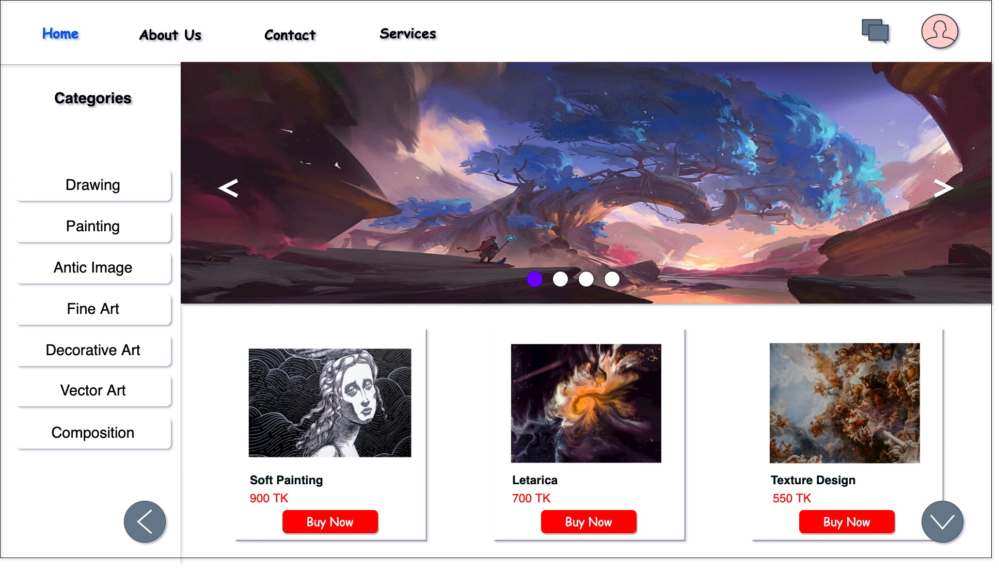 Home
About Us
Contact
Services
Categories
Drawing
Painting
Antic Image
Fine Art
Decorative Art
Vector Art
Composition
<
>
Soft Painting
900 TK
Buy Now
Letarica
700 TK
Buy Now
Texture Design
550 TK
Buy Now